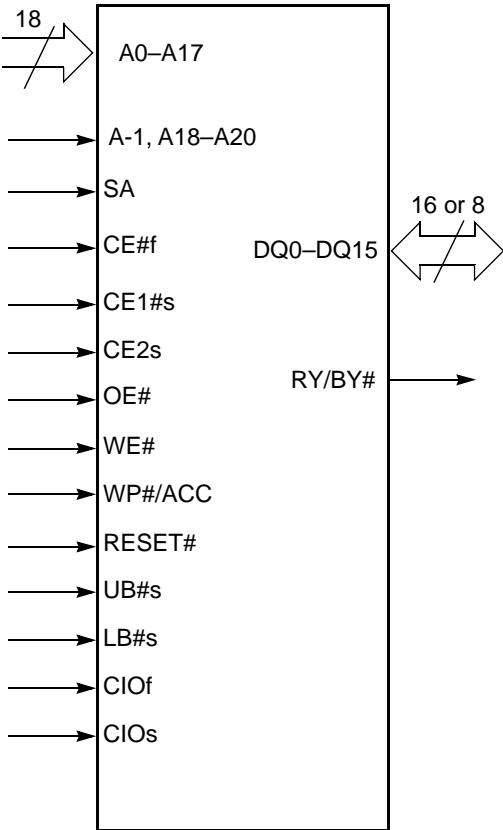 18
A0–A17
A-1, A18–A20
SA
16 or 8
CE#f
DQ0–DQ15
CE1#s
CE2s
RY/BY#
OE#
WE#
WP#/ACC
RESET#
UB#s
LB#s
CIOf
CIOs